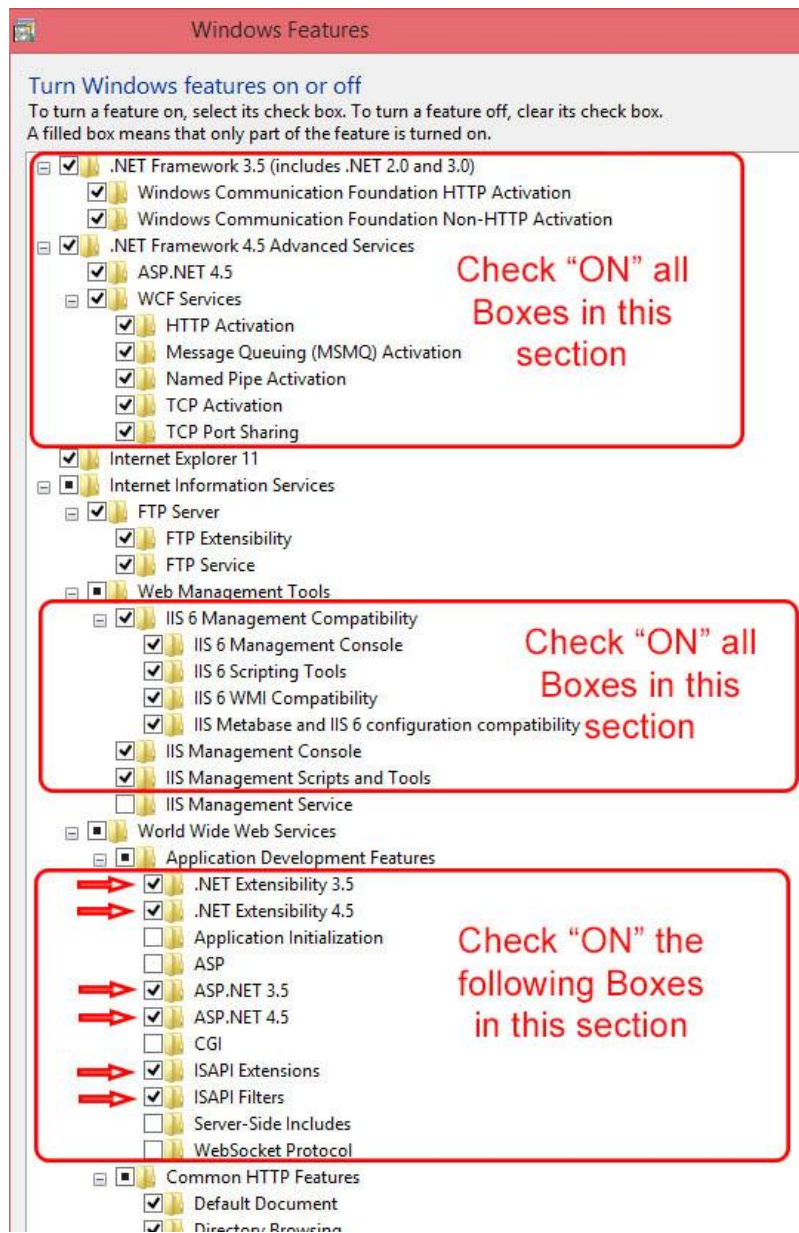 Windows Features
Turn Windows features on or off
To turn a feature on, select its check box. To turn a feature off, clear its check box.
A filled box means that only part of the feature is turned on.
.NET Framework 3.5 (includes .NET 2.0 and 3.0)
Windows Communication Foundation HTTP Activation
Windows Communication Foundation Non-HTTP Activation
.NET Framework 4.5 Advanced Services
ASP.NET 4.5
WCF Services
HTTP Activation
Message Queuing (MSMQ) Activation
Named Pipe Activation
TCP Activation
TCP Port Sharing
Check “ON” all
Boxes in this
section
Internet Explorer 11
Internet Information Services
FTP Server
FTP Extensibility
FTP Service
Web Management Tools
IIS 6 Management Compatibility
IIS 6 Management Console
IIS 6 Scripting Tools
IIS 6 WMI Compatibility
IIS Metabase and IIS 6 configuration compatibility
IIS Management Console
IIS Management Scripts and Tools
Check “ON” all
Boxes in this
section
IIS Management Service
World Wide Web Services
Application Development Features
.NET Extensibility 3.5
.NET Extensibility 4.5
Application Initialization
ASP
ASP.NET 3.5
ASP.NET 4.5
CGI
ISAPI Extensions
ISAPI Filters
Server-Side Includes
WebSocket Protocol
Check “ON” the
following Boxes
in this section
Common HTTP Features
Default Document
Directory Browsing